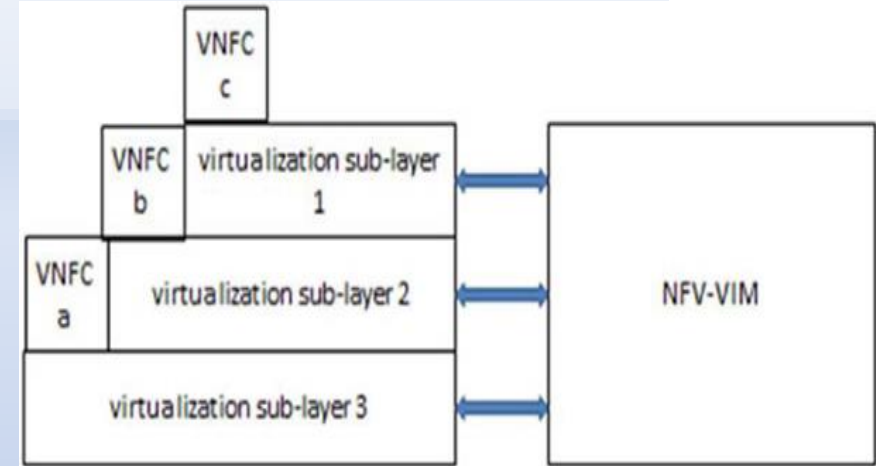 VNFC
c
VNFC
b
virtualization sub-layer
1
VNFC
a
virtualization sub-layer 2
NFV-VIM
virtualization sub-layer 3